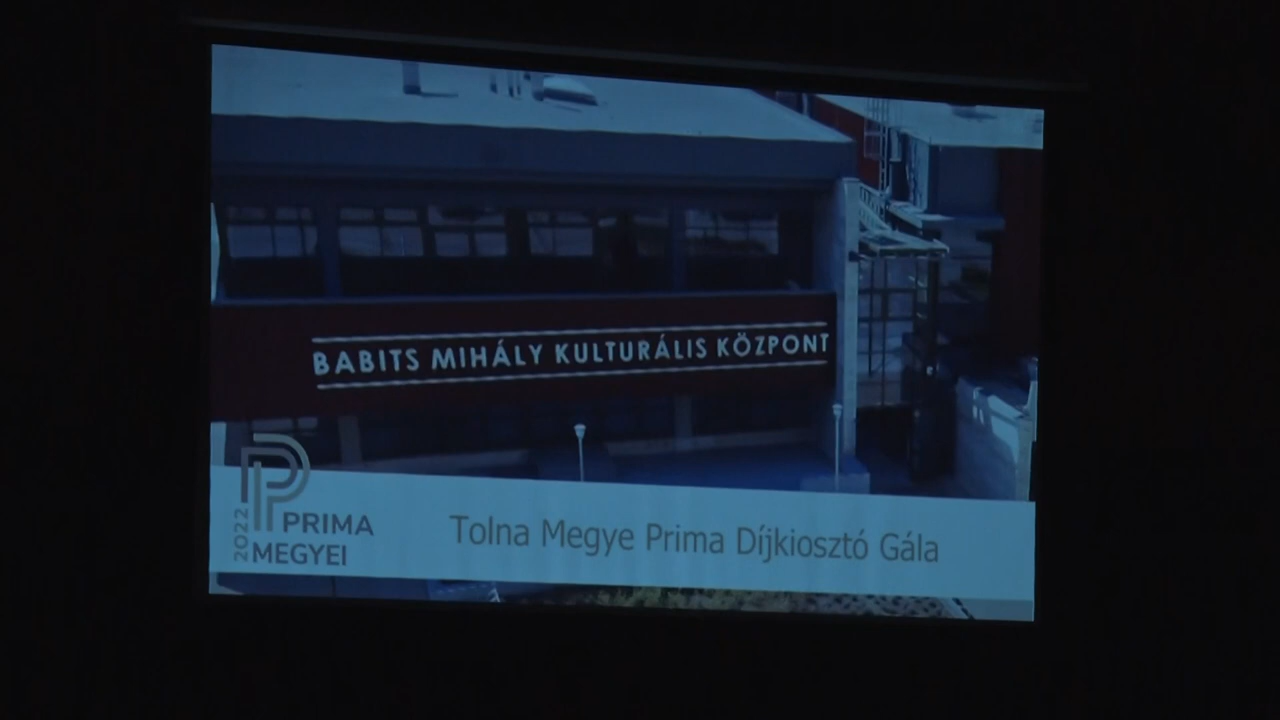 BABITS MIHÁLY KULTURÁLIS KÖZPONT
2022
PRIMA
MEGYEI
Tolna Megye Prima Díjkiosztó Gála